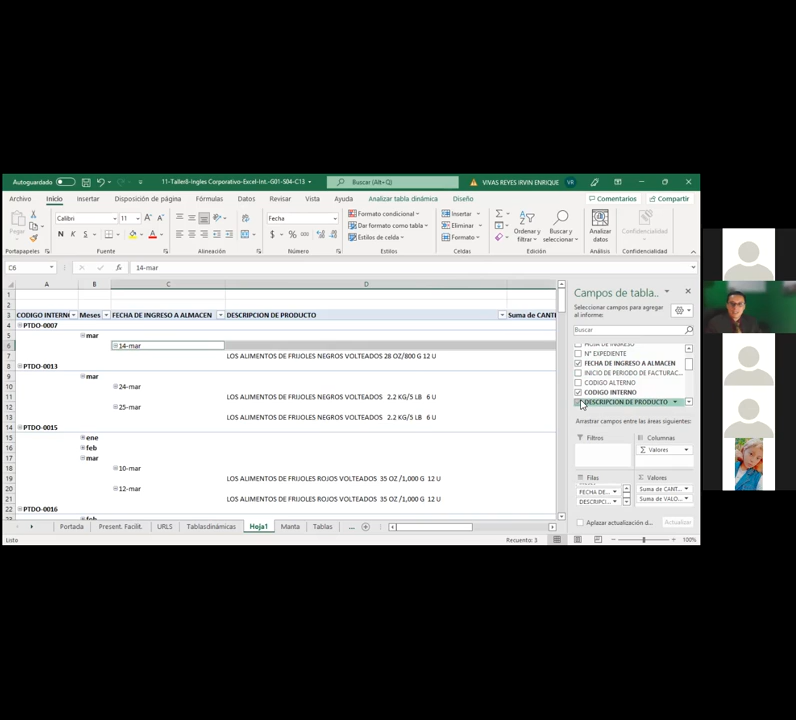 Autoguardado
11-Taller8-Ingles Corporativo-Excel-Int.-G01-S04-C13
Buscar (Alt+Q)
VIVAS REYES IRVIN ENRIQUE VR
Archivo Inicio Insertar Disposición de página Fórmulas Datos Revisar Vista Ayuda Analizar tabla dinámica Diseño Comentarios Compartir
Pegar
Calibri 11
N K S
Fecha
$ % 000
Formato condicional
Dar formato como tabla
Estilos de celda
Insertar
Eliminar
Formato
Ordenar y filtrar
Buscar y seleccionar
Analizar datos
Confidencialidad
Portapapeles Fuente Alineación Número Estilos Celdas Edición Análisis Confidencialidad
C6 fx 14-mar
A B C D
1
2
3 CODIGO INTERNO Meses FECHA DE INGRESO A ALMACEN DESCRIPCION DE PRODUCTO Suma de CANTI
4 PTDO-0007
5 mar
6 14-mar
7 LOS ALIMENTOS DE FRIJOLES NEGROS VOLTEADOS 28 OZ/800 G 12 U
8 PTDO-0013
9 mar
10 24-mar
11 LOS ALIMENTOS DE FRIJOLES NEGROS VOLTEADOS 2.2 KG/5 LB 6 U
12 25-mar
13 LOS ALIMENTOS DE FRIJOLES NEGROS VOLTEADOS 2.2 KG/5 LB 6 U
14 PTDO-0015
15 ene
16 feb
17 mar
18 10-mar
19 LOS ALIMENTOS DE FRIJOLES ROJOS VOLTEADOS 35 OZ /1,000 G 12 U
20 12-mar
21 LOS ALIMENTOS DE FRIJOLES ROJOS VOLTEADOS 35 OZ /1,000 G 12 U
22 PTDO-0016
feb
Campos de tabla...
Seleccionar campos para agregar al informe:
Buscar
FECHA DE INGRESO
N° EXPEDIENTE
FECHA DE INGRESO A ALMACEN
INICIO DE PERIODO DE FACTURAC...
CODIGO ALTERNO
CODIGO INTERNO
DESCRIPCION DE PRODUCTO
Arrastrar campos entre las áreas siguientes:
Filtros
Columnas
Σ Valores
Filas
Meses
FECHA DE...
DESCRIPCI...
Σ Valores
Suma de CANT...
Suma de VALO...
Aplazar actualización d... Actualizar
Portada Present. Facilit. URLS Tablasdinámicas Hoja1 Manta Tablas ...
Listo Recuento: 3 100%